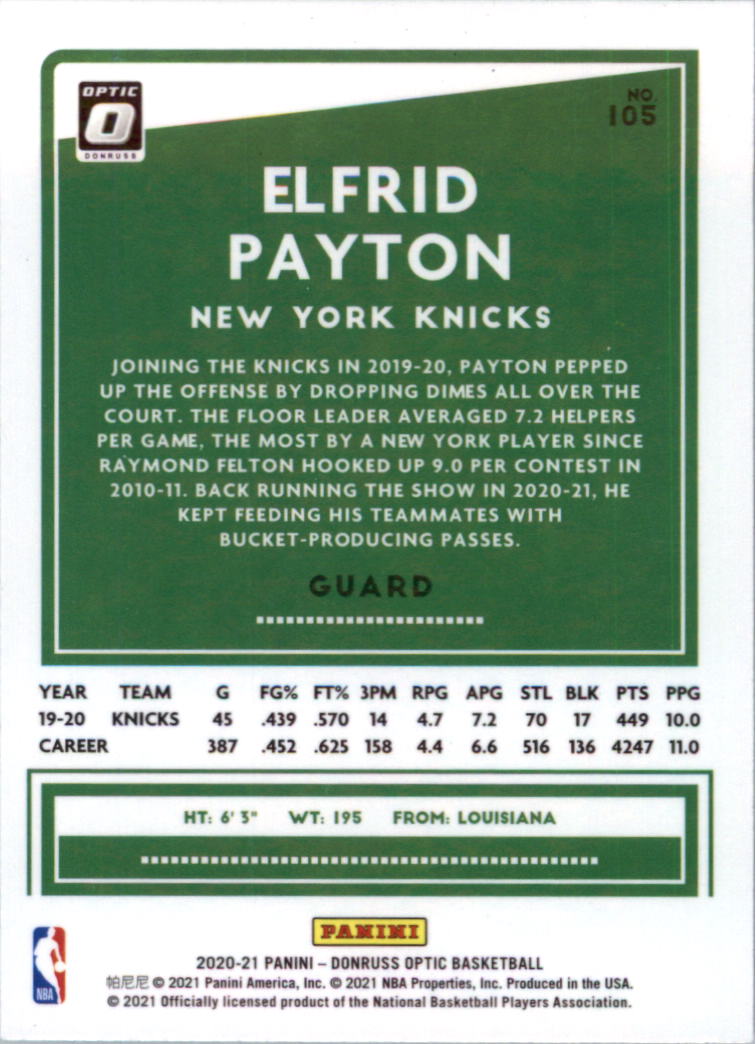 OPTIC
O
DONRUSS
NO.
105
ELFRID
PAYTON
NEW YORK KNICKS
JOINING THE KNICKS IN 2019-20, PAYTON PEPPED
UP THE OFFENSE BY DROPPING DIMES ALL OVER THE
COURT. THE FLOOR LEADER AVERAGED 7.2 HELPERS
PER GAME, THE MOST BY A NEW YORK PLAYER SINCE
RAYMOND FELTON HOOKED UP 9.0 PER CONTEST IN
2010-11. BACK RUNNING THE SHOW IN 2020-21, HE
KEPT FEEDING HIS TEAMMATES WITH
BUCKET-PRODUCING PASSES.
GUARD
YEAR TEAM G FG% FT% 3PM RPG APG STL BLK PTS PPG
19-20 KNICKS 45 .439 .570 14 4.7 7.2 70 17 449 10.0
CAREER 387 .452 .625 158 4.4 6.6 516 136 4247 11.0
HT: 6' 3" WT: 195 FROM: LOUISIANA
PANINI
2020-21 PANINI – DONRUSS OPTIC BASKETBALL
帕尼尼 © 2021 Panini America, Inc. © 2021 NBA Properties, Inc. Produced in the USA.
© 2021 Officially licensed product of the National Basketball Players Association.
NBA